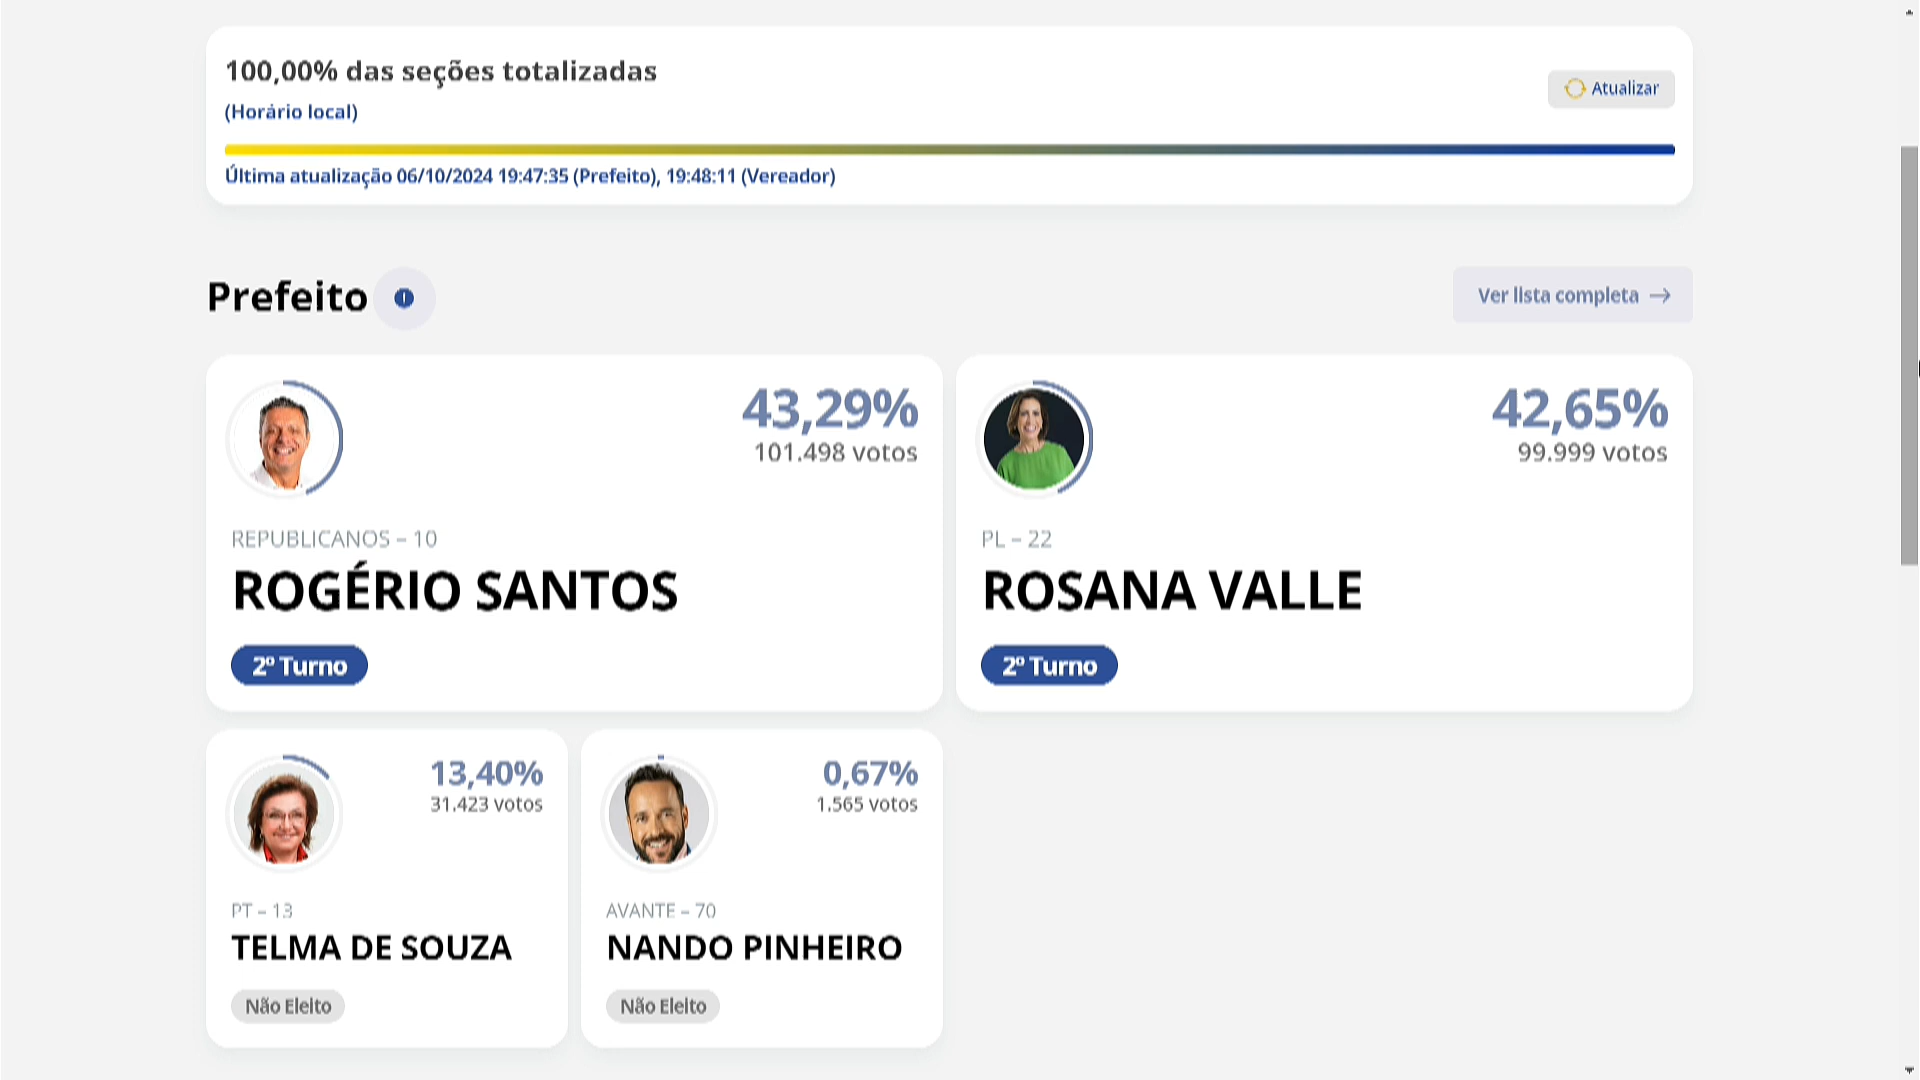 100,00% das seções totalizadas
(Horário local)
Atualizar
Última atualização 06/10/2024 19:47:35 (Prefeito), 19:48:11 (Vereador)
Prefeito
Ver lista completa →
43,29%
101.498 votos
REPUBLICANOS – 10
ROGÉRIO SANTOS
2º Turno
42,65%
99.999 votos
PL – 22
ROSANA VALLE
2º Turno
13,40%
31.423 votos
PT – 13
TELMA DE SOUZA
Não Eleito
0,67%
1.565 votos
AVANTE – 70
NANDO PINHEIRO
Não Eleito